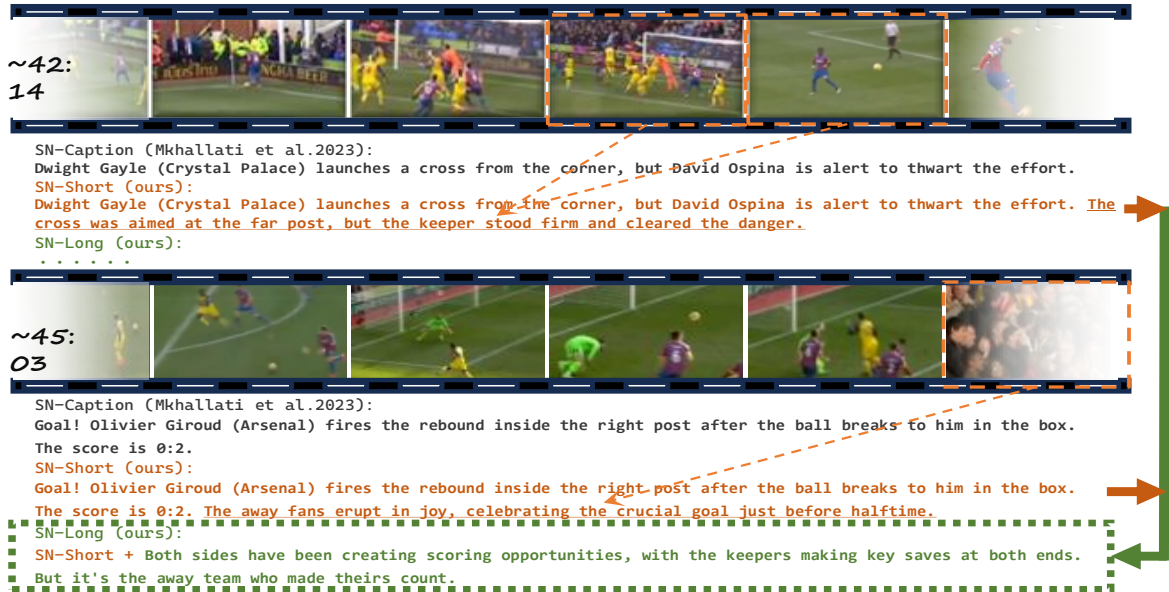 ~42:
14
SN-Caption (Mkhallati et al.2023):
Dwight Gayle (Crystal Palace) launches a cross from the corner, but David Ospina is alert to thwart the effort.
SN-Short (ours):
Dwight Gayle (Crystal Palace) launches a cross from the corner, but David Ospina is alert to thwart the effort. The
cross was aimed at the far post, but the keeper stood firm and cleared the danger.
SN-Long (ours):
. . . . . .
~45:
03
SN-Caption (Mkhallati et al.2023):
Goal! Olivier Giroud (Arsenal) fires the rebound inside the right post after the ball breaks to him in the box.
The score is 0:2.
SN-Short (ours):
Goal! Olivier Giroud (Arsenal) fires the rebound inside the right post after the ball breaks to him in the box.
The score is 0:2. The away fans erupt in joy, celebrating the crucial goal just before halftime.
SN-Long (ours):
SN-Short + Both sides have been creating scoring opportunities, with the keepers making key saves at both ends.
But it's the away team who made theirs count.